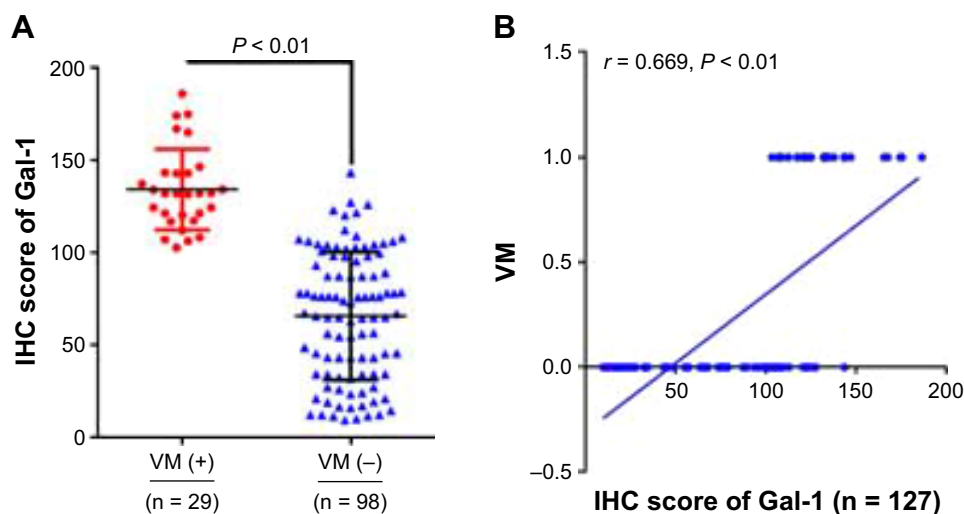 A
P < 0.01
IHC score of Gal-1
200
150
100
50
0
VM (+)
(n = 29)
VM (–)
(n = 98)
B
r = 0.669, P < 0.01
VM
1.5
1.0
0.5
0.0
–0.5
50
100
150
200
IHC score of Gal-1 (n = 127)